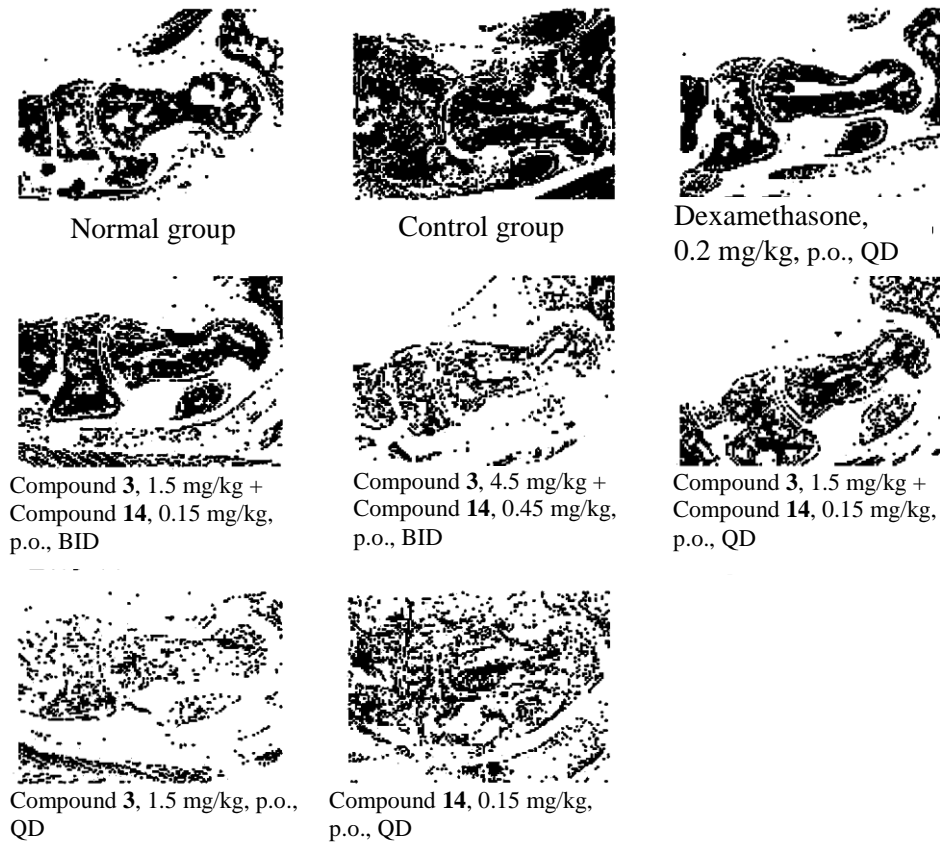 Normal group
Control group
Dexamethasone,
0.2 mg/kg, p.o., QD
Compound 3, 1.5 mg/kg +
Compound 14, 0.15 mg/kg,
p.o., BID
Compound 3, 4.5 mg/kg +
Compound 14, 0.45 mg/kg,
p.o., BID
Compound 3, 1.5 mg/kg +
Compound 14, 0.15 mg/kg,
p.o., QD
Compound 3, 1.5 mg/kg, p.o.,
QD
Compound 14, 0.15 mg/kg,
p.o., QD